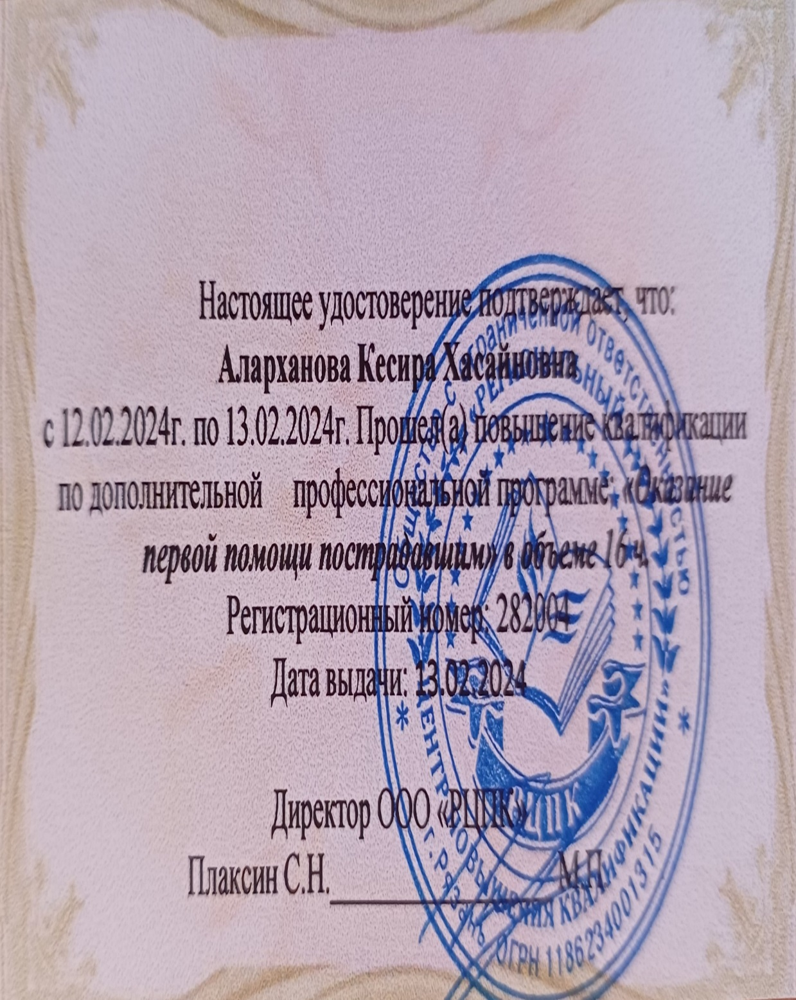 Настоящее удостоверение подтверждает, что:
Аларханова Кесира Хасайновна
с 12.02.2024г. по 13.02.2024г. Прошел(а) повышение квалификации
по дополнительной профессиональной программе: «Оказание
первой помощи пострадавшим» в объеме 16 ч.
Регистрационный номер: 282004
Дата выдачи: 13.02.2024
Директор ООО «РЦПК»
Плаксин С.Н. М.П.
Общество с ограниченной ответственностью
«РЕГИОНАЛЬНЫЙ ЦЕНТР ПОВЫШЕНИЯ КВАЛИФИКАЦИИ»
г. Рязань ОГРН 1186234001315
РЦПК